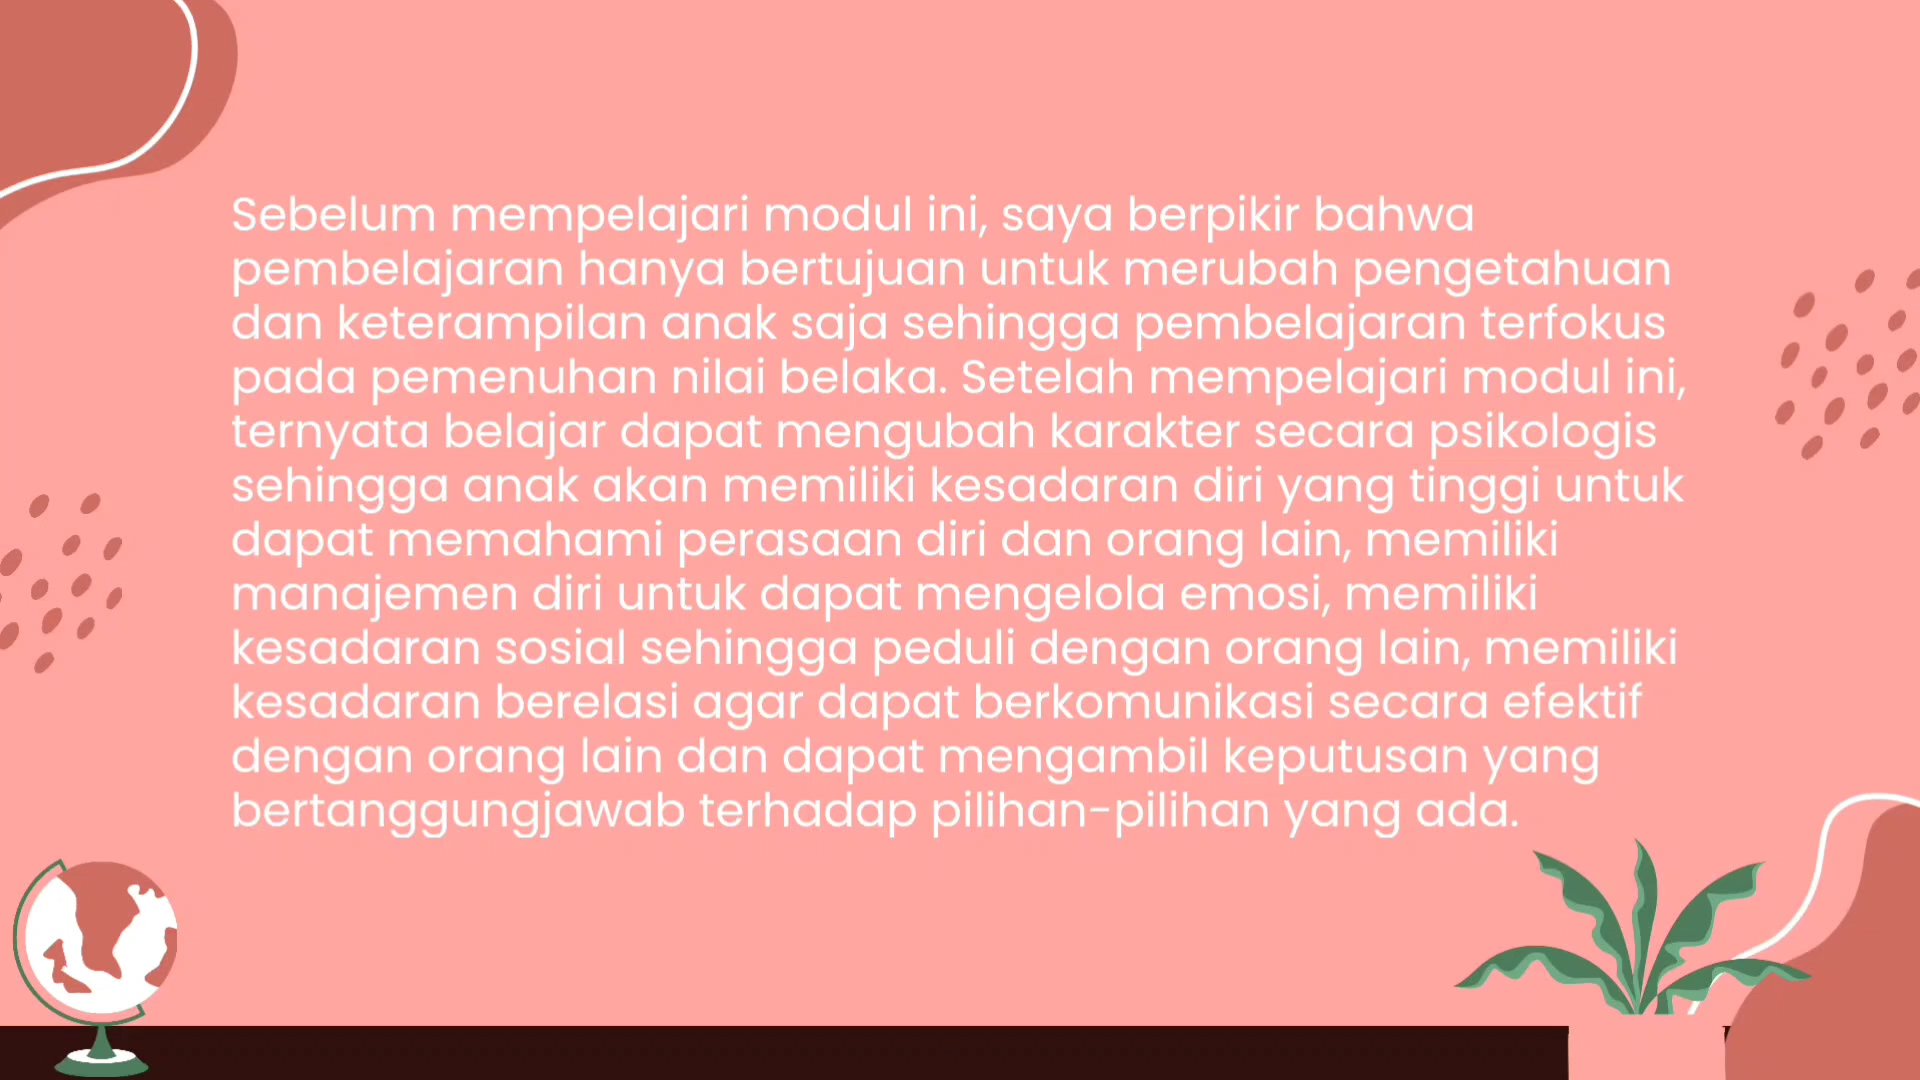 Sebelum mempelajari modul ini, saya berpikir bahwa
pembelajaran hanya bertujuan untuk merubah pengetahuan
dan keterampilan anak saja sehingga pembelajaran terfokus
pada pemenuhan nilai belaka. Setelah mempelajari modul ini,
ternyata belajar dapat mengubah karakter secara psikologis
sehingga anak akan memiliki kesadaran diri yang tinggi untuk
dapat memahami perasaan diri dan orang lain, memiliki
manajemen diri untuk dapat mengelola emosi, memiliki
kesadaran sosial sehingga peduli dengan orang lain, memiliki
kesadaran berelasi agar dapat berkomunikasi secara efektif
dengan orang lain dan dapat mengambil keputusan yang
bertanggungjawab terhadap pilihan-pilihan yang ada.